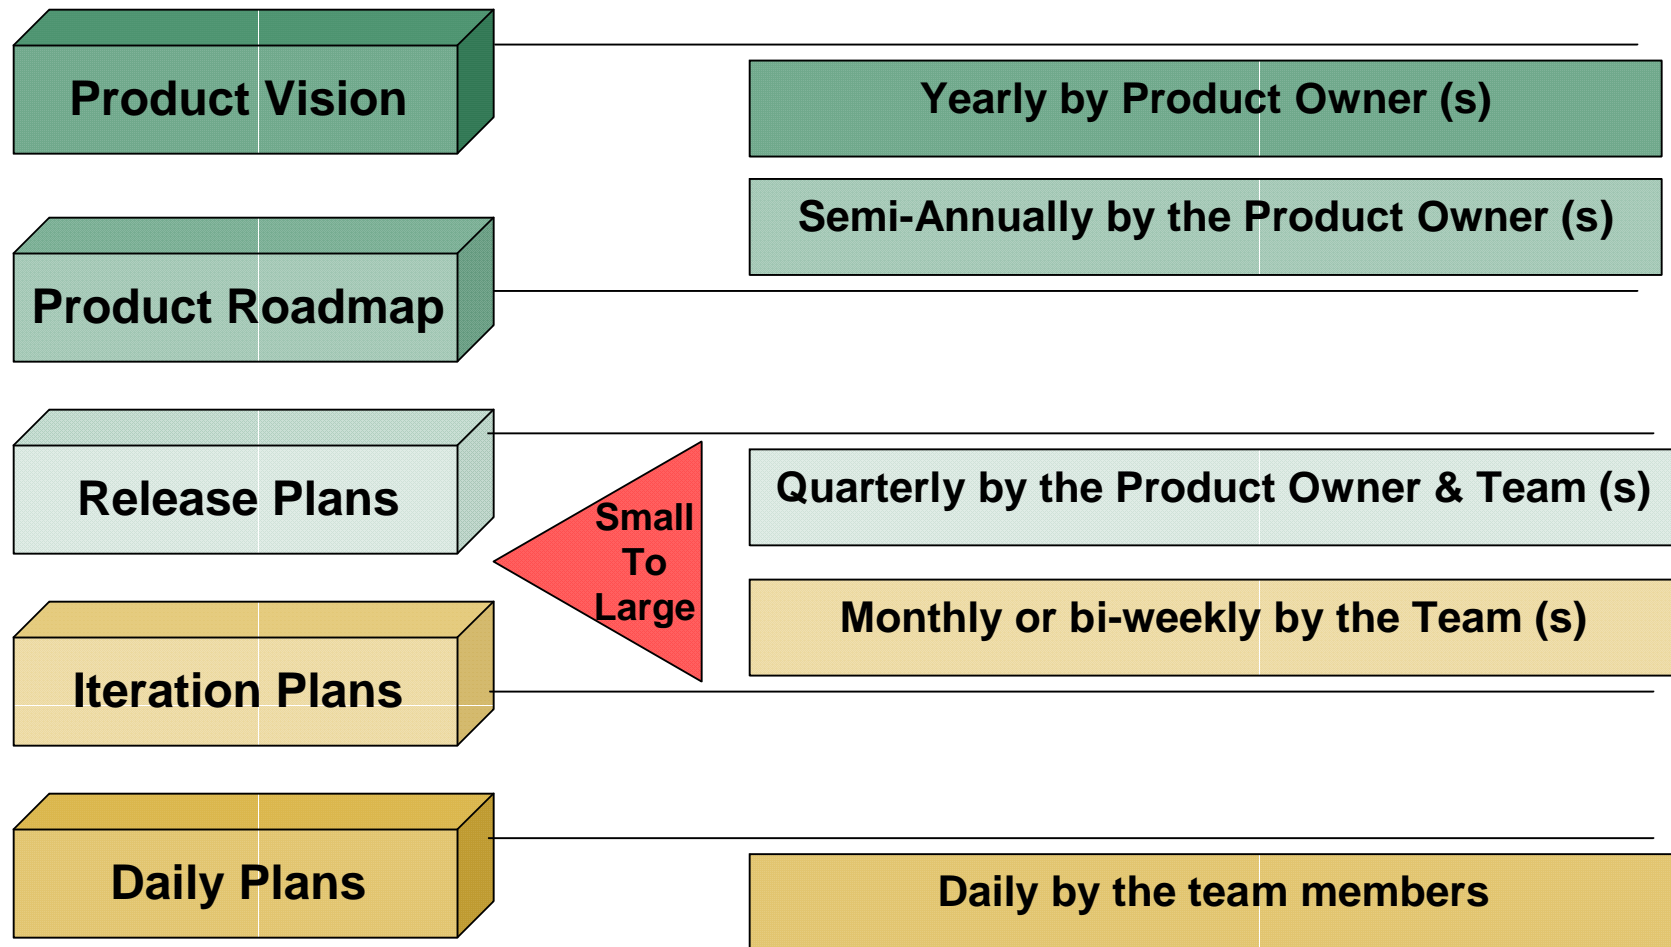 Product Vision
Yearly by Product Owner (s)
Semi-Annually by the Product Owner (s)
Product Roadmap
Release Plans
Quarterly by the Product Owner & Team (s)
Small
To
Large
Monthly or bi-weekly by the Team (s)
Iteration Plans
Daily Plans
Daily by the team members